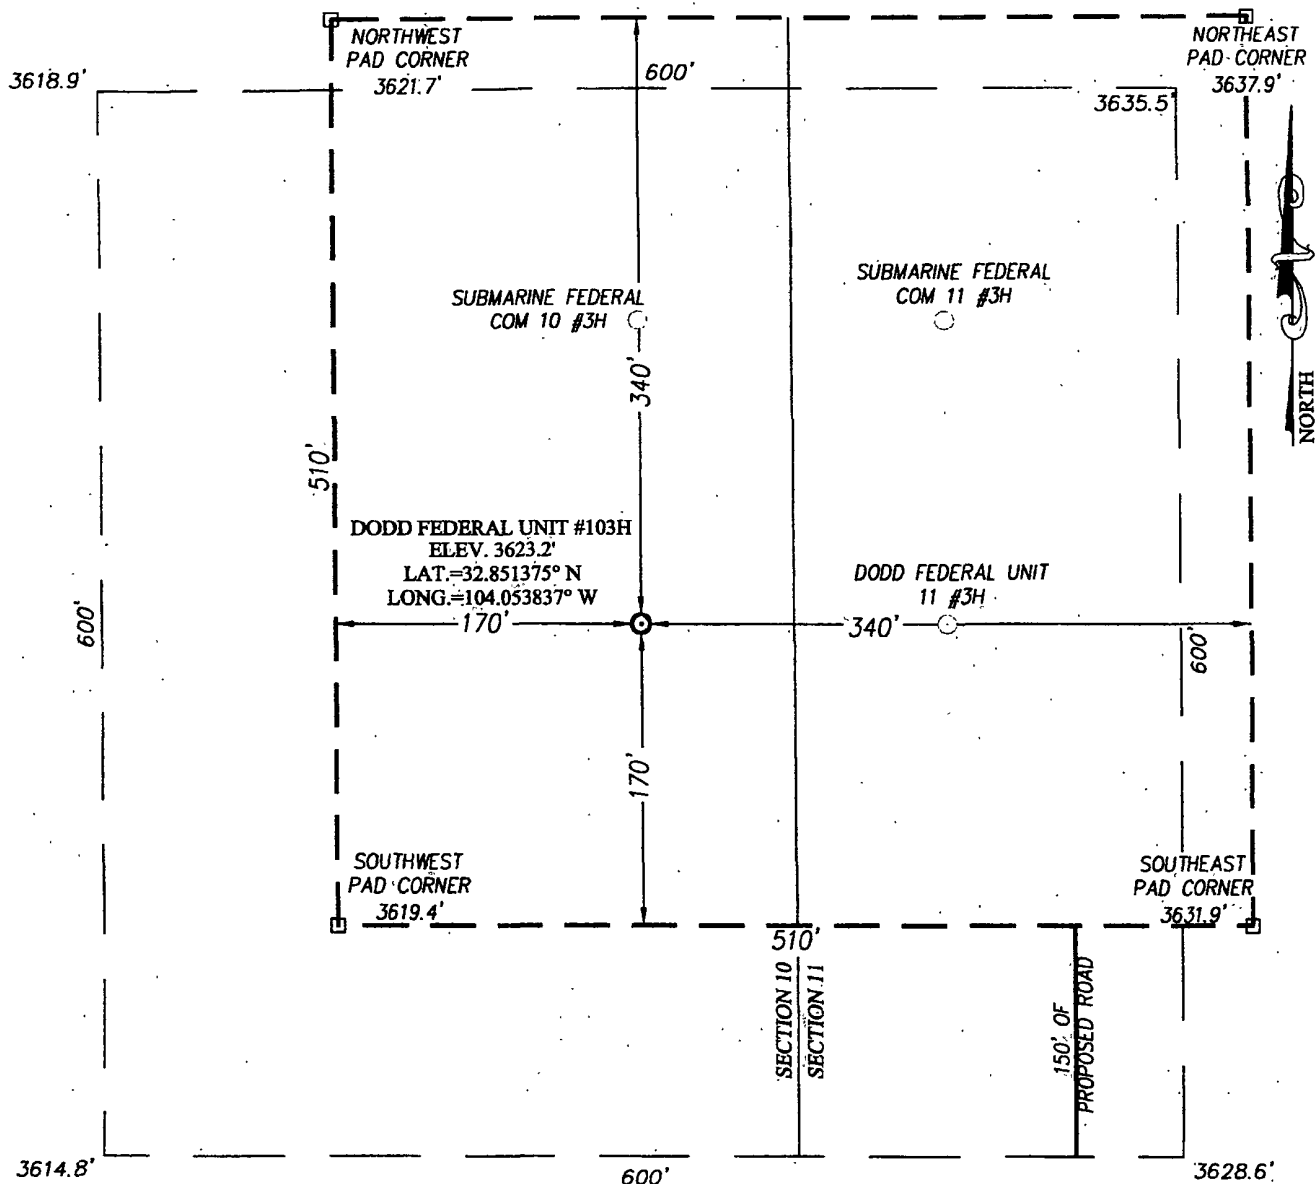 NORTHWEST
PAD CORNER
3621.7'
600'
NORTHEAST
PAD CORNER
3637.9'
3618.9'
3635.5'
SUBMARINE FEDERAL
COM 10 #3H
SUBMARINE FEDERAL
COM 11 #3H
NORTH
340'
510'
DODD FEDERAL UNIT #103H
ELEV. 3623.2'
LAT.=32.851375° N
LONG.=104.053837° W
170'
DODD FEDERAL UNIT
11 #3H
340'
600'
600'
170'
SOUTHWEST
PAD CORNER
3619.4'
SOUTHEAST
PAD CORNER
3631.9'
510'
SECTION 10
SECTION 11
150' OF
PROPOSED ROAD
3614.8'
600'
3628.6'